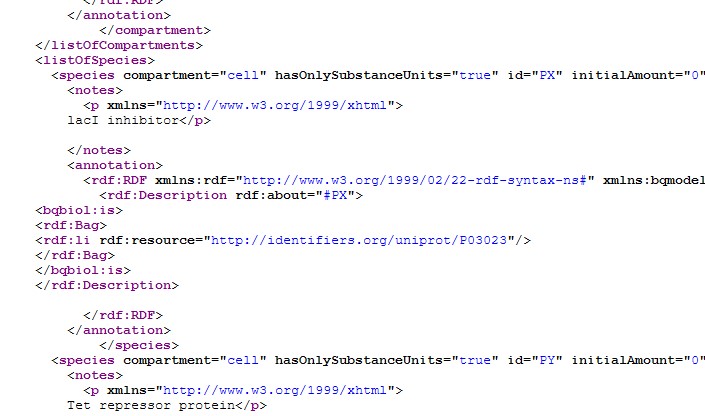 </rdf:RDF>
</annotation>
</compartment>
</listOfCompartments>
<listOfSpecies>
<species compartment="cell" hasOnlySubstanceUnits="true" id="PX" initialAmount="0"
<notes>
<p xmlns="http://www.w3.org/1999/xhtml">
lacI inhibitor</p>
</notes>
<annotation>
<rdf:RDF xmlns:rdf="http://www.w3.org/1999/02/22-rdf-syntax-ns#" xmlns:bqmodel
<rdf:Description rdf:about="#PX">
<bqbiol:is>
<rdf:Bag>
<rdf:li rdf:resource="http://identifiers.org/uniprot/P03023"/>
</rdf:Bag>
</bqbiol:is>
</rdf:Description>
</rdf:RDF>
</annotation>
</species>
<species compartment="cell" hasOnlySubstanceUnits="true" id="PY" initialAmount="0"
<notes>
<p xmlns="http://www.w3.org/1999/xhtml">
Tet repressor protein</p>